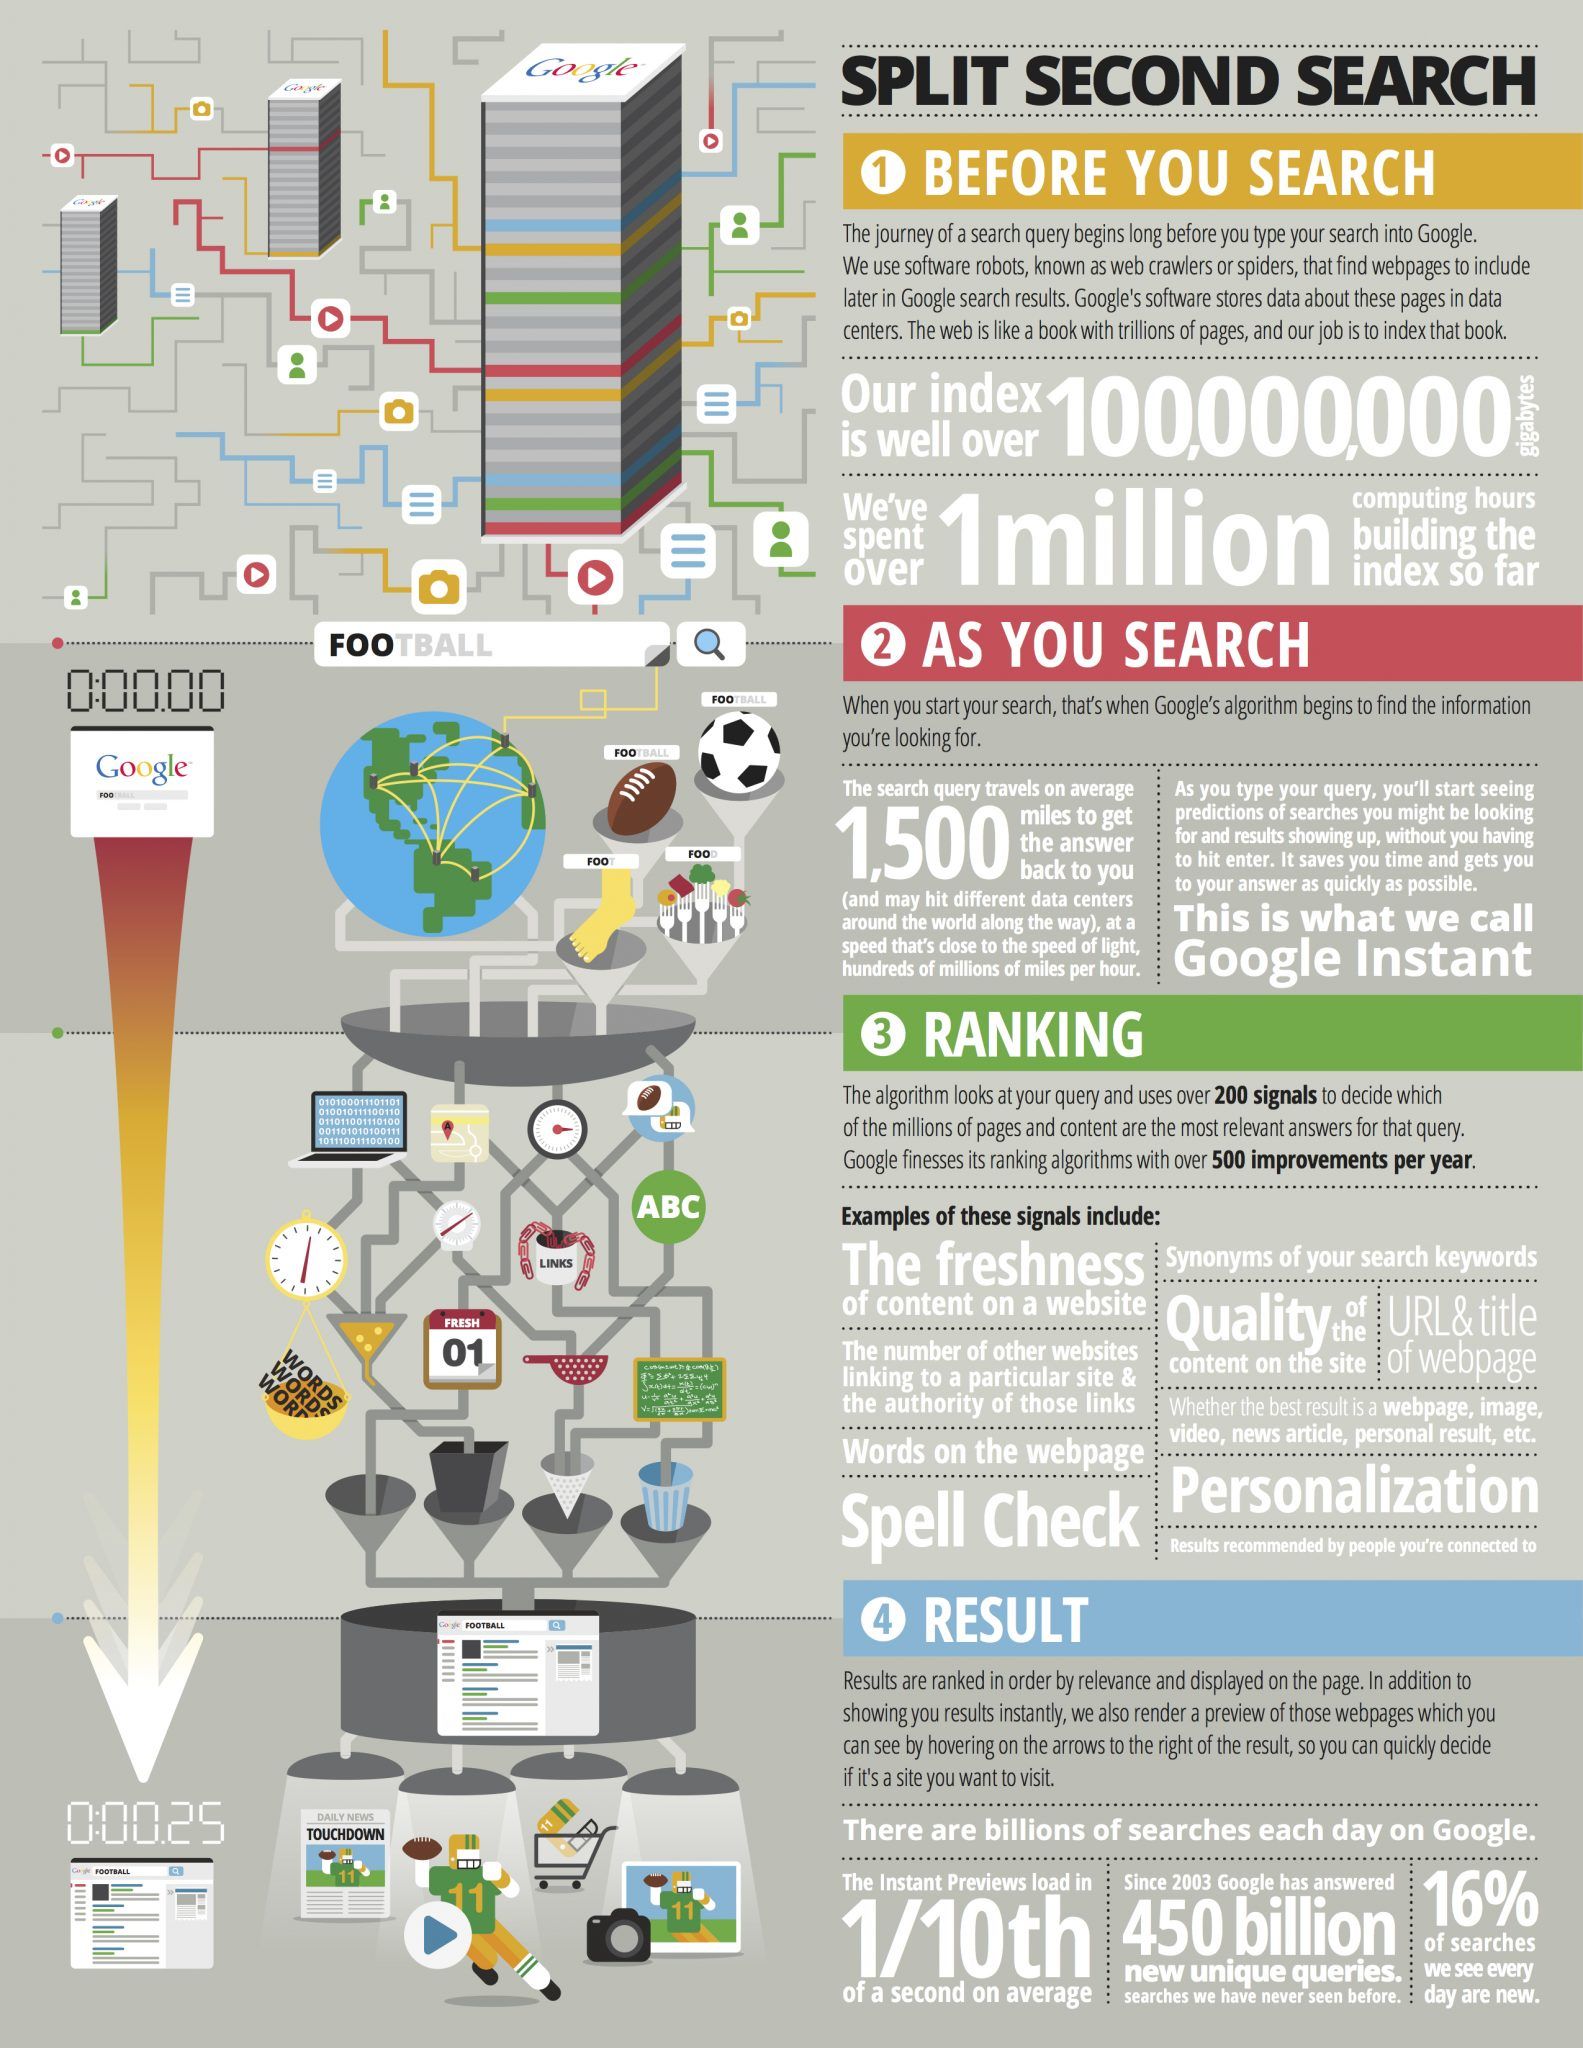 Google
Google
Google
SPLIT SECOND SEARCH
1 BEFORE YOU SEARCH
The journey of a search query begins long before you type your search into Google.
We use software robots, known as web crawlers or spiders, that find webpages to include
later in Google search results. Google's software stores data about these pages in data
centers. The web is like a book with trillions of pages, and our job is to index that book.
Our index
is well over
100,000,000
gigabytes
We've
spent
over
1million
computing hours
building the
index so far
FOOTBALL
0:00.00
Google
FOOTBALL
FOOTBALL
FOOTBALL
FOOT
FOOD
2 AS YOU SEARCH
When you start your search, that's when Google's algorithm begins to find the information
you're looking for.
The search query travels on average
1,500
miles to get
the answer
back to you
(and may hit different data centers
around the world along the way), at a
speed that's close to the speed of light,
hundreds of millions of miles per hour.
As you type your query, you'll start seeing
predictions of searches you might be looking
for and results showing up, without you having
to hit enter. It saves you time and gets you
to your answer as quickly as possible.
This is what we call
Google Instant
3 RANKING
The algorithm looks at your query and uses over 200 signals to decide which
of the millions of pages and content are the most relevant answers for that query.
Google finesses its ranking algorithms with over 500 improvements per year.
Examples of these signals include:
The freshness
of content on a website
The number of other websites
linking to a particular site &
the authority of those links
Words on the webpage
Spell Check
Synonyms of your search keywords
Quality of the
content on the site
URL & title
of webpage
Whether the best result is a webpage, image,
video, news article, personal result, etc.
Personalization
Results recommended by people you're connected to
010100011101101
010010111100110
011011001110100
001101010100111
101110011100100
A
ABC
LINKS
FRESH
01
WORDS
WORDS
WORDS
Google FOOTBALL
4 RESULT
Results are ranked in order by relevance and displayed on the page. In addition to
showing you results instantly, we also render a preview of those webpages which you
can see by hovering on the arrows to the right of the result, so you can quickly decide
if it's a site you want to visit.
There are billions of searches each day on Google.
The Instant Previews load in
1/10th
of a second on average
Since 2003 Google has answered
450 billion
new unique queries.
searches we have never seen before.
16%
of searches
we see every
day are new.
0:00.25
Google FOOTBALL
DAILY NEWS
TOUCHDOWN
11
11
11
11